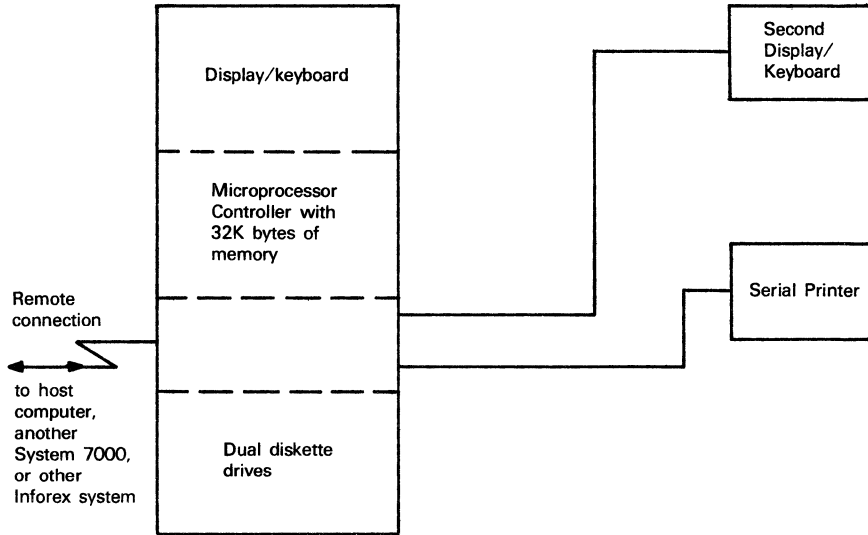 Display/keyboard
Microprocessor
Controller with
32K bytes of
memory
Dual diskette
drives
Remote
connection
to host
computer,
another
System 7000,
or other
Inforex system
Second
Display/
Keyboard
Serial Printer